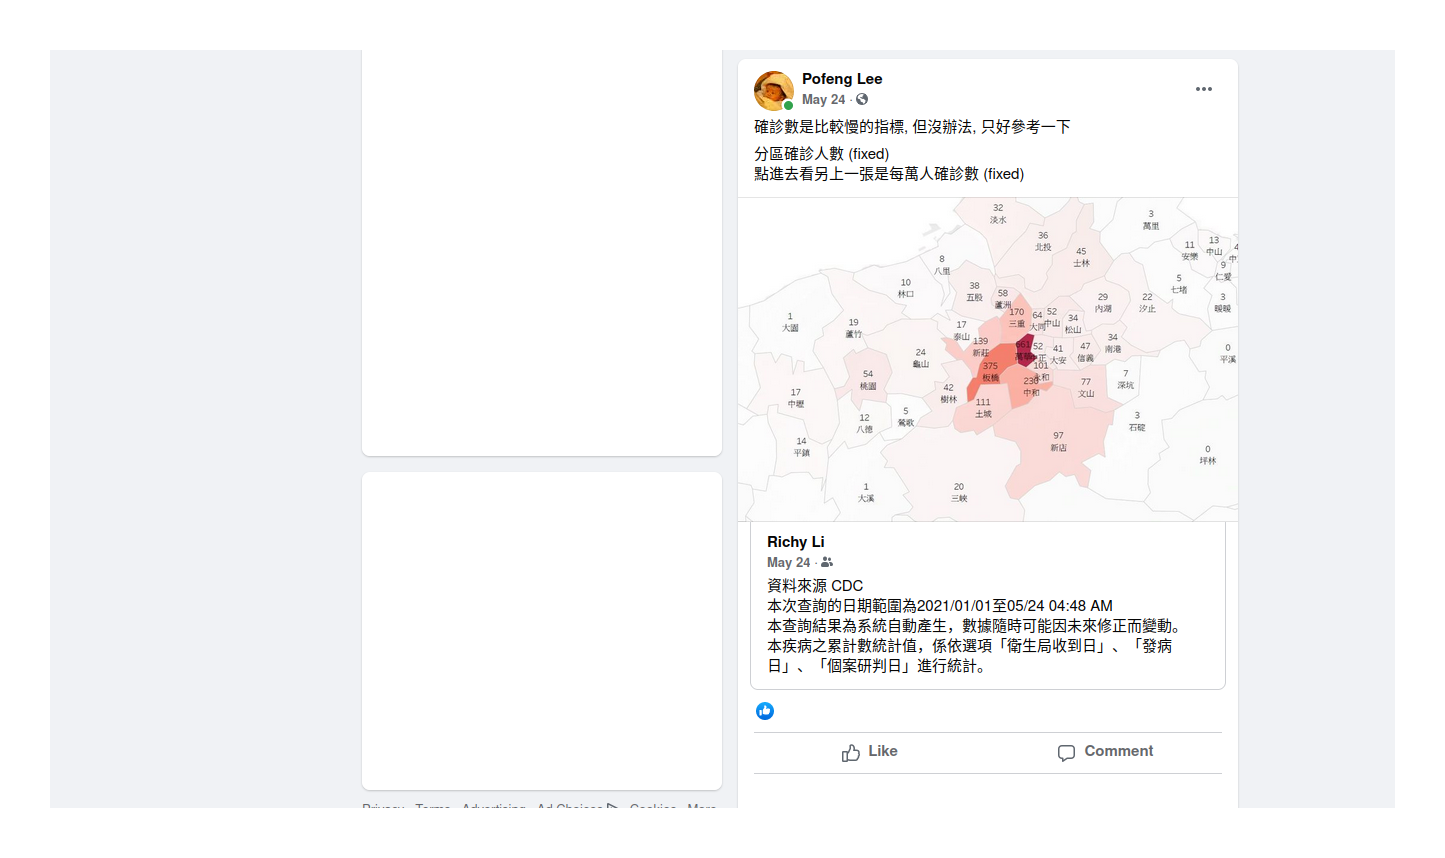 Pofeng Lee
May 24 ·
確診數是比較慢的指標, 但沒辦法, 只好參考一下
分區確診人數 (fixed)
點進去看另上一張是每萬人確診數 (fixed)
32
淡水
3
萬里
36
北投
45
士林
11
安樂
13
中山
8
八里
9
仁愛
5
七堵
10
林口
38
五股
58
蘆洲
29
內湖
22
汐止
3
暖暖
1
大園
19
蘆竹
17
泰山
170
三重
64
大同
52
中山
34
松山
139
新莊
661
52
中正
41
大安
47
信義
34
南港
0
平溪
24
龜山
54
桃園
375
板橋
101
永和
7
深坑
17
中壢
42
樹林
230
中和
77
文山
111
土城
12
八德
5
鶯歌
3
石碇
14
平鎮
97
新店
0
坪林
1
大溪
20
三峽
Richy Li
May 24 ·
資料來源 CDC
本次查詢的日期範圍為2021/01/01至05/24 04:48 AM
本查詢結果為系統自動產生，數據隨時可能因未來修正而變動。
本疾病之累計數統計值，係依選項「衛生局收到日」、「發病
日」、「個案研判日」進行統計。
Like
Comment
Privacy · Terms · Advertising · Ad Choices · Cookies · More